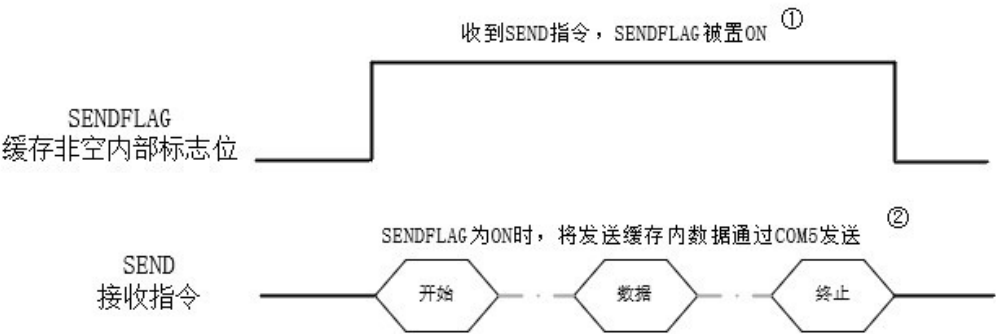 收到SEND指令，SENDFLAG被置ON ①
SENDFLAG
缓存非空内部标志位
SENDFLAG为ON时，将发送缓存内数据通过COM5发送 ②
SEND
接收指令
开始
数据
终止